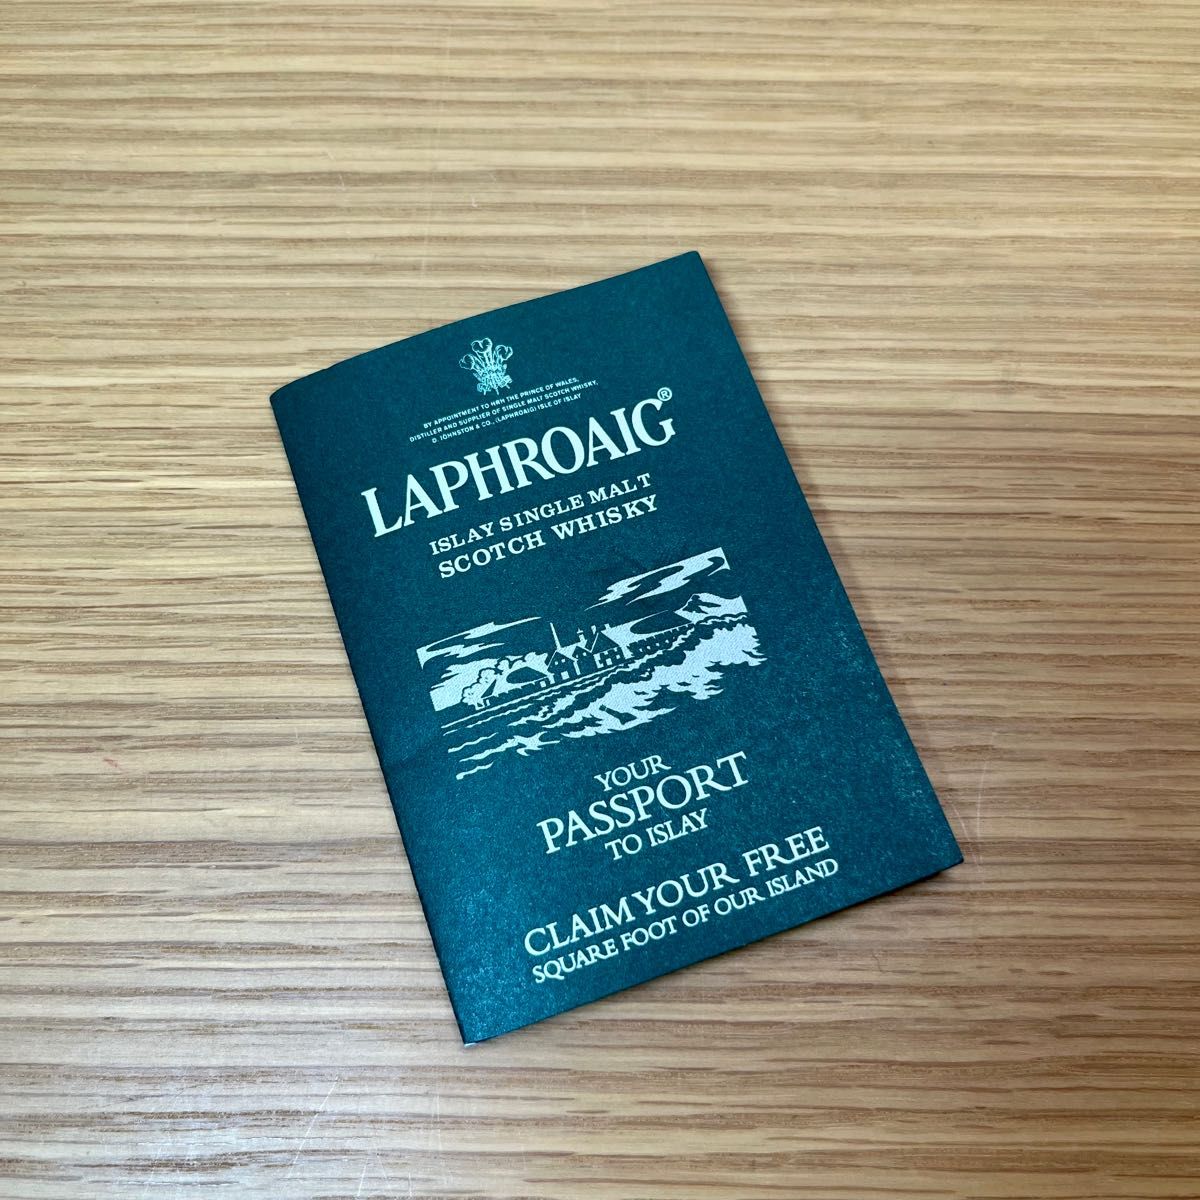 BY APPOINTMENT TO HRH THE PRINCE OF WALES,
DISTILLER AND SUPPLIER OF SINGLE MALT SCOTCH WHISKY,
D. JOHNSTON & CO., (LAPHROAIG) ISLE OF ISLAY
LAPHROAIG®
ISLAY SINGLE MALT
SCOTCH WHISKY
YOUR
PASSPORT
TO ISLAY
CLAIM YOUR FREE
SQUARE FOOT OF OUR ISLAND